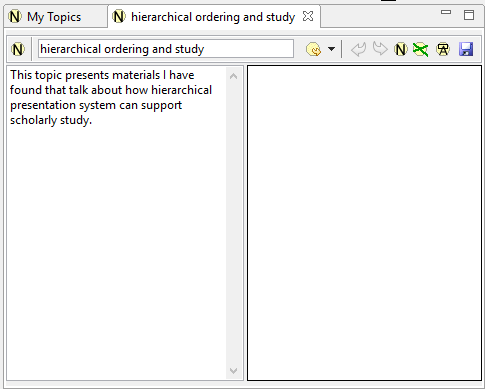 My Topics
hierarchical ordering and study
hierarchical ordering and study
This topic presents materials I have
found that talk about how hierarchical
presentation system can support
scholarly study.